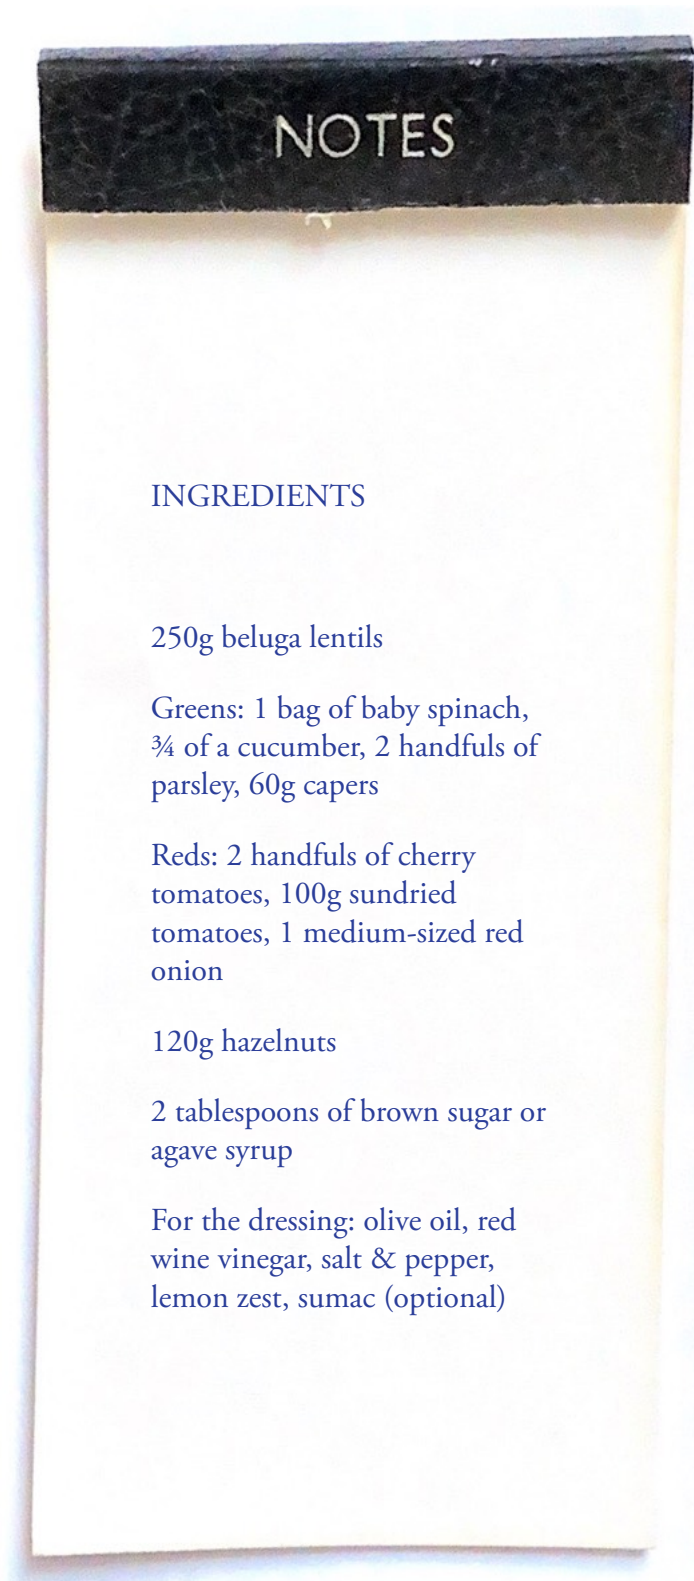 NOTES
INGREDIENTS
250g beluga lentils
Greens: 1 bag of baby spinach,
¾ of a cucumber, 2 handfuls of
parsley, 60g capers
Reds: 2 handfuls of cherry
tomatoes, 100g sundried
tomatoes, 1 medium-sized red
onion
120g hazelnuts
2 tablespoons of brown sugar or
agave syrup
For the dressing: olive oil, red
wine vinegar, salt & pepper,
lemon zest, sumac (optional)